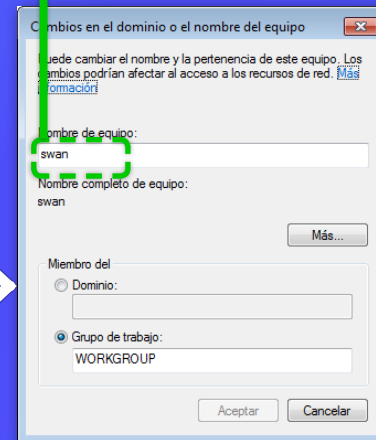 Cambios en el dominio o el nombre del equipo
Puede cambiar el nombre y la pertenencia de este equipo. Los
cambios podrían afectar al acceso a los recursos de red. Más
información
Nombre de equipo:
swan
Nombre completo de equipo:
swan
Más...
Miembro del
Dominio:
Grupo de trabajo:
WORKGROUP
Aceptar
Cancelar